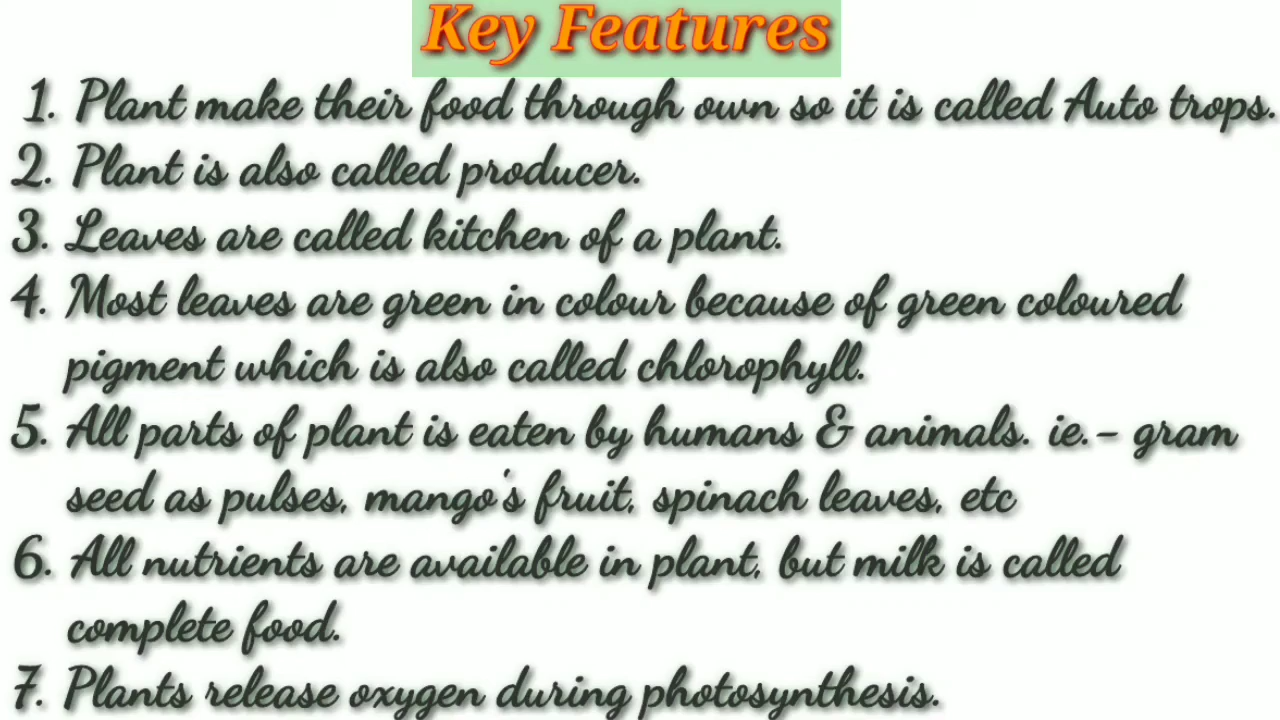 Key Features
1. Plant make their food through own so it is called Auto trops.
2. Plant is also called producer.
3. Leaves are called kitchen of a plant.
4. Most leaves are green in colour because of green coloured
pigment which is also called chlorophyll.
5. All parts of plant is eaten by humans & animals. ie.- gram
seed as pulses, mango's fruit, spinach leaves, etc
6. All nutrients are available in plant, but milk is called
complete food.
7. Plants release oxygen during photosynthesis.